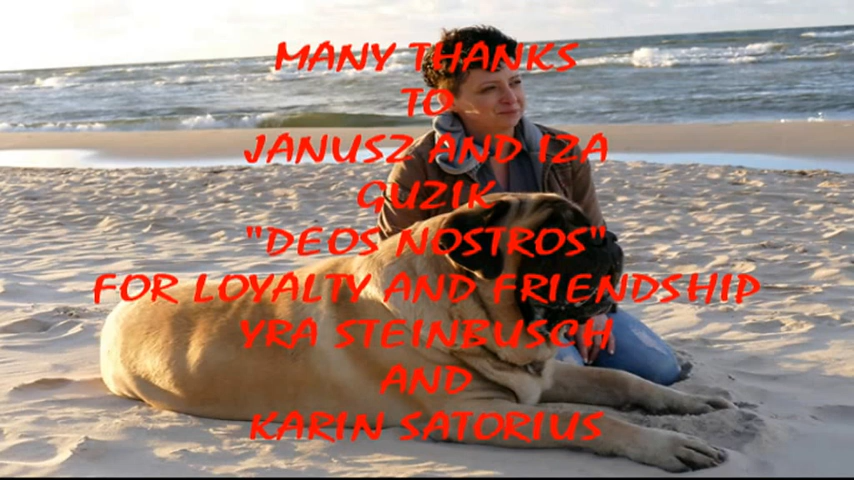 MANY THANKS
TO
JANUSZ AND IZA
GUZIK
"DEOS NOSTROS"
FOR LOYALTY AND FRIENDSHIP
YRA STEINBUSCH
AND
KARIN SATORIUS